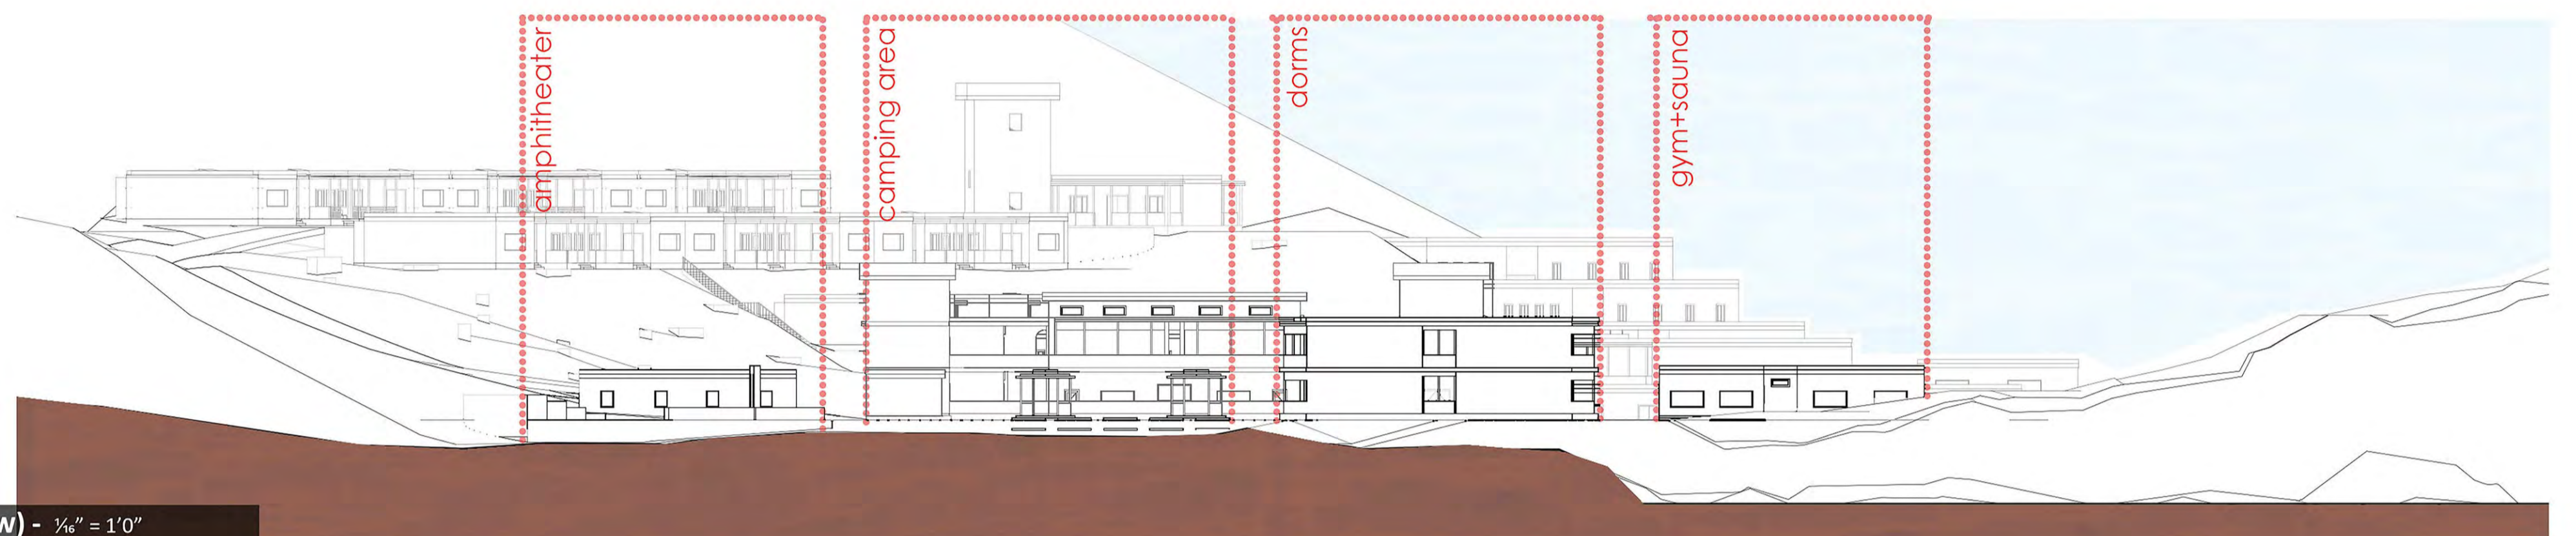 amphitheater
camping area
dorms
gym+sauna
w) - 1⁄16” = 1’0”